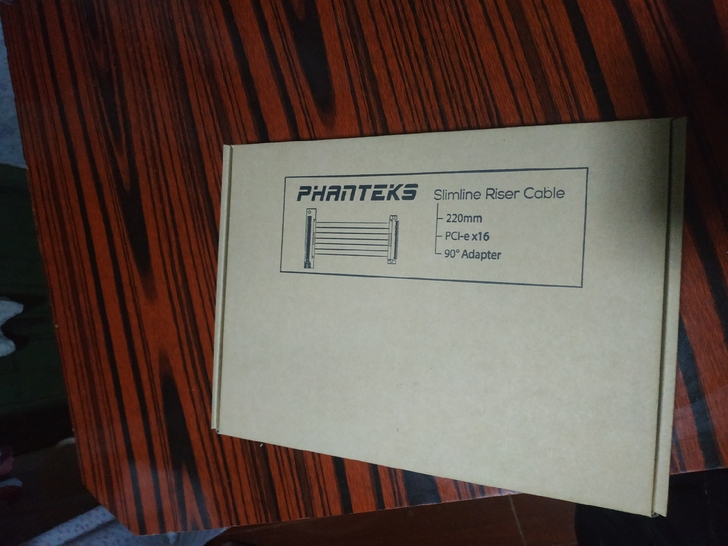 PHANTEKS Slimline Riser Cable
220mm
PCI-e x16
90° Adapter